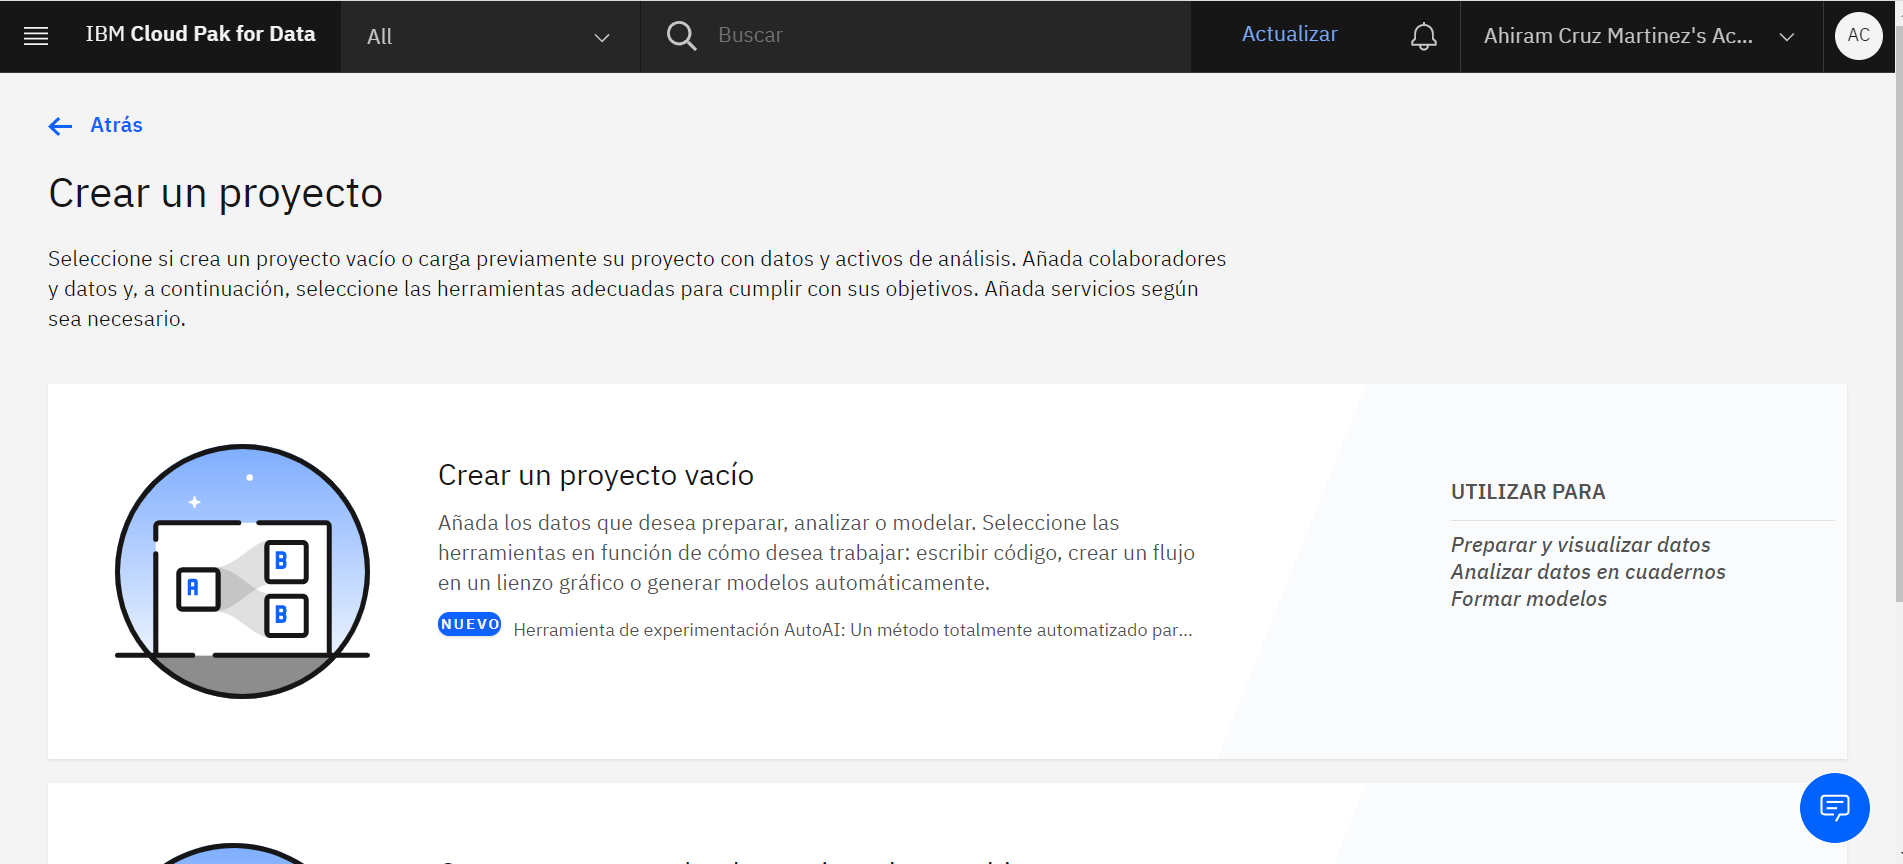 IBM Cloud Pak for Data
All
Buscar
Actualizar
Ahiram Cruz Martinez's Ac...
AC
Atrás
Crear un proyecto
Seleccione si crea un proyecto vacío o carga previamente su proyecto con datos y activos de análisis. Añada colaboradores
y datos y, a continuación, seleccione las herramientas adecuadas para cumplir con sus objetivos. Añada servicios según
sea necesario.
A
B
B
Crear un proyecto vacío
Añada los datos que desea preparar, analizar o modelar. Seleccione las
herramientas en función de cómo desea trabajar: escribir código, crear un flujo
en un lienzo gráfico o generar modelos automáticamente.
NUEVO Herramienta de experimentación AutoAI: Un método totalmente automatizado par...
UTILIZAR PARA
Preparar y visualizar datos
Analizar datos en cuadernos
Formar modelos